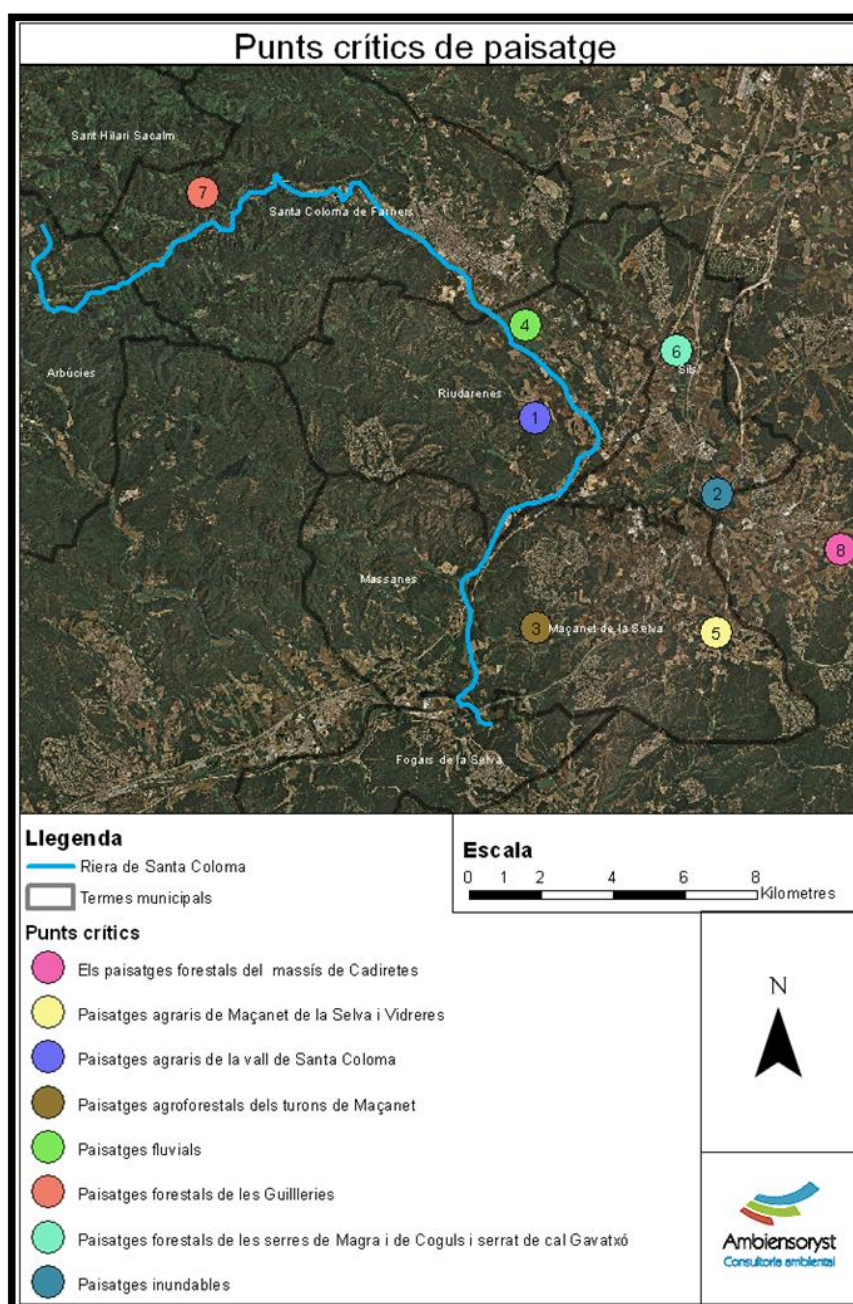 Punts crítics de paisatge
Sant Hilari Sacalm
7
Santa Coloma de Farners
4
6
Sils
Arbúcies
Riudarenes
1
2
8
Massanes
3
Maçanet de la Selva
5
Fogars de la Selva
Llegenda
Riera de Santa Coloma
Termes municipals
Escala
0 2 4 6 8
Kilometres
Punts crítics
Els paisatges forestals del massís de Cadiretes
Paisatges agraris de Maçanet de la Selva i Vidreres
Paisatges agraris de la vall de Santa Coloma
Paisatges agroforestals dels turons de Maçanet
Paisatges fluvials
Paisatges forestals de les Guillleries
Paisatges forestals de les serres de Magra i de Coguls i serrat de cal Gavatxó
Paisatges inundables
N
Ambiensoryst
Consultoria ambiental